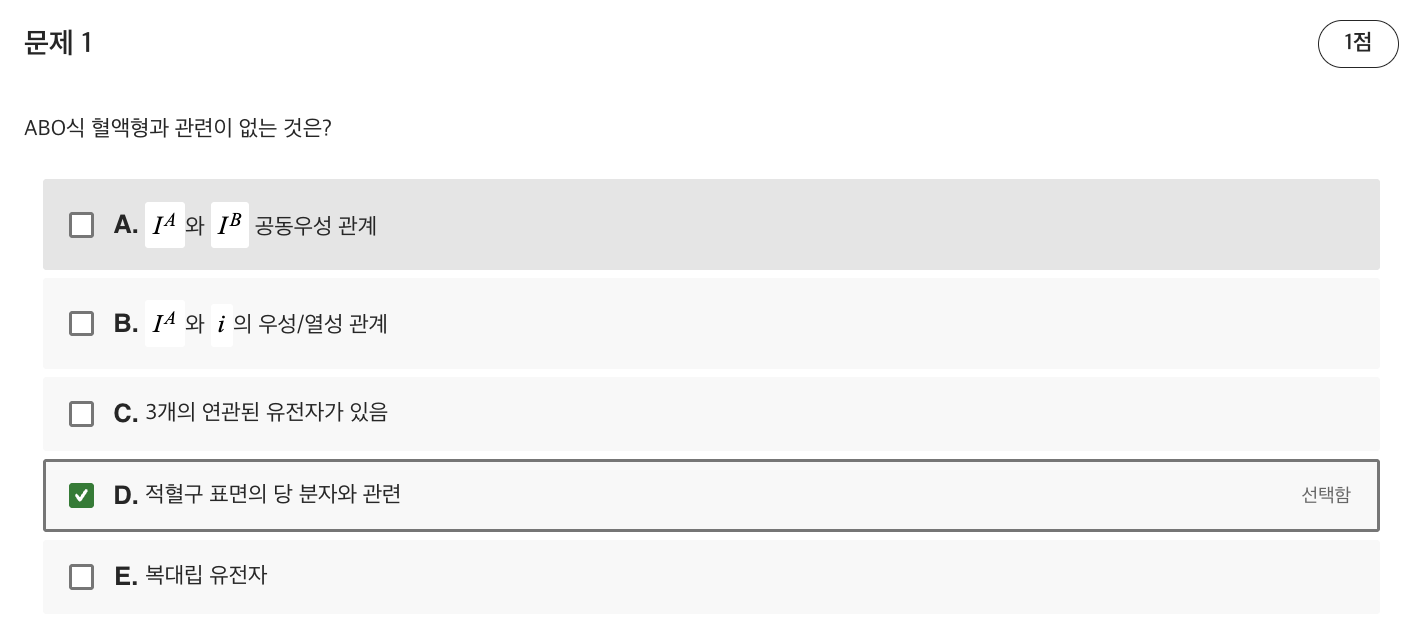 문제 1
1점
ABO식 혈액형과 관련이 없는 것은?
A. I^A 와 I^B 공동우성 관계
B. I^A 와 i 의 우성/열성 관계
C. 3개의 연관된 유전자가 있음
D. 적혈구 표면의 당 분자와 관련 선택함
E. 복대립 유전자